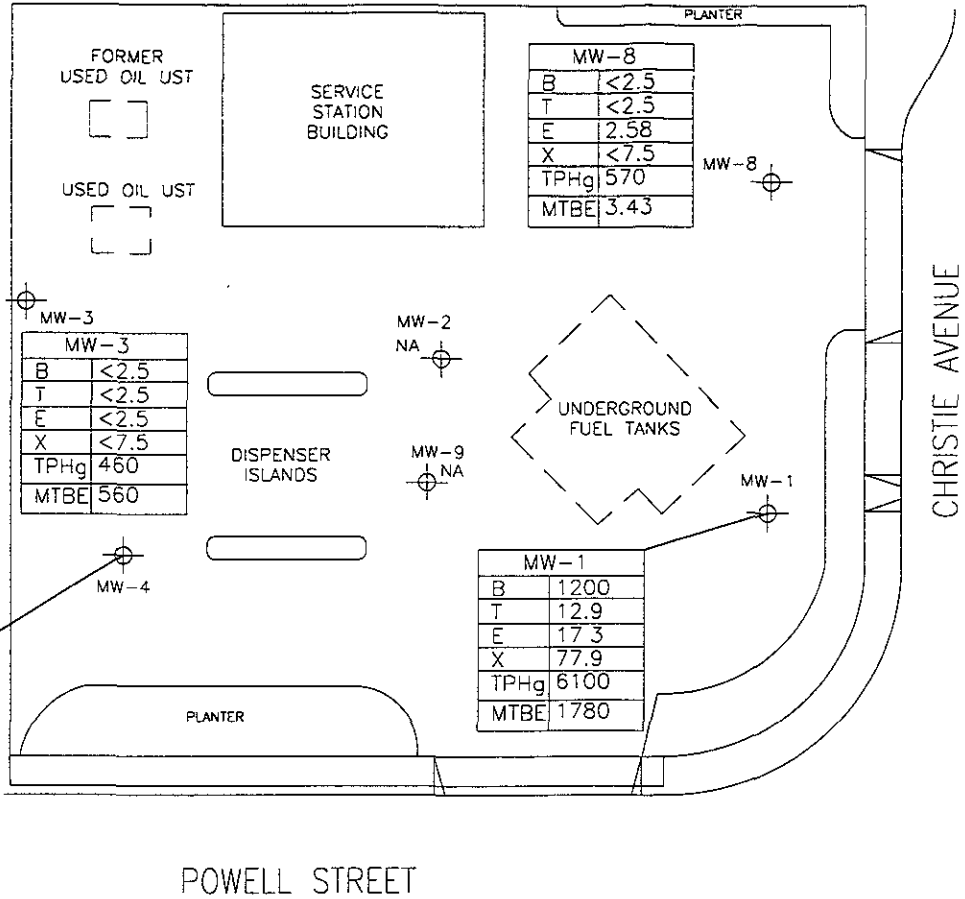 PLANTER
FORMER
USED OIL UST
SERVICE
STATION
BUILDING
MW-8
B <2.5
T <2.5
E 2.58
X <7.5
TPHg 570
MTBE 3.43
MW-8
USED OIL UST
MW-3
MW-3
B <2.5
T <2.5
E <2.5
X <7.5
TPHg 460
MTBE 560
MW-2
NA
UNDERGROUND
FUEL TANKS
DISPENSER
ISLANDS
MW-9
NA
MW-1
MW-4
MW-1
B 1200
T 12.9
E 17 3
X 77.9
TPHg 6100
MTBE 1780
PLANTER
CHRISTIE AVENUE
POWELL STREET